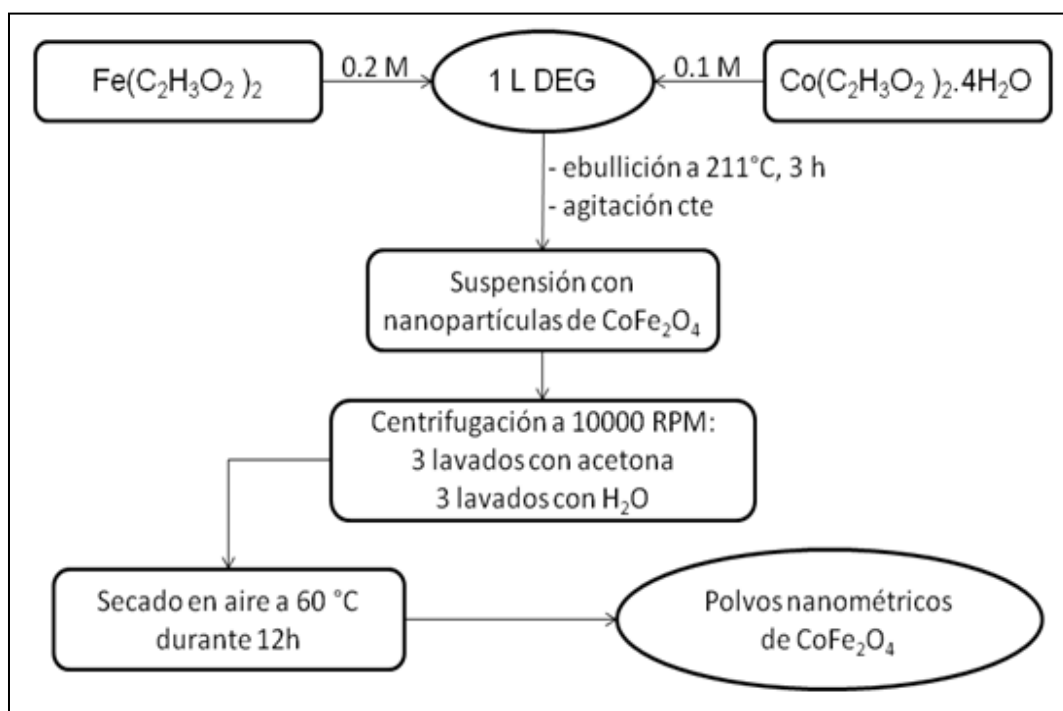 Fe(C₂H₃O₂ )₂
0.2 M
1 L DEG
0.1 M
Co(C₂H₃O₂ )₂.4H₂O
- ebullición a 211°C, 3 h
- agitación cte
Suspensión con
nanopartículas de CoFe₂O₄
Centrifugación a 10000 RPM:
3 lavados con acetona
3 lavados con H₂O
Secado en aire a 60 °C
durante 12h
Polvos nanométricos
de CoFe₂O₄